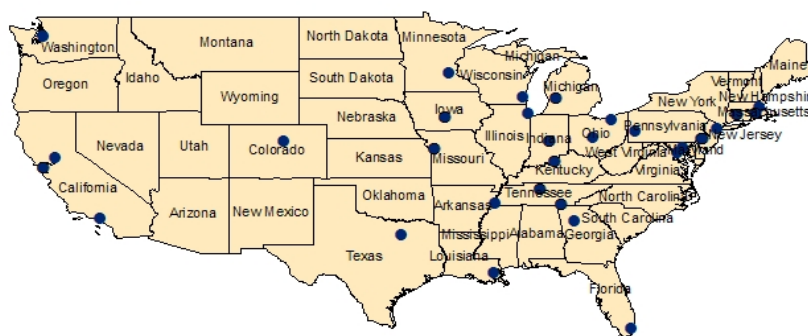 Washington
Montana
North Dakota
Minnesota
Michigan
Maine
Oregon
Idaho
South Dakota
Wisconsin
Michigan
Vermont
New Hampshire
Wyoming
New York
Massachusetts
Nebraska
Iowa
Nevada
Utah
Colorado
Illinois
Indiana
Ohio
Pennsylvania
New Jersey
Kansas
Missouri
West Virginia
Maryland
California
Kentucky
Virginia
Oklahoma
Arkansas
Tennessee
North Carolina
Arizona
New Mexico
South Carolina
Mississippi
Alabama
Georgia
Texas
Louisiana
Florida